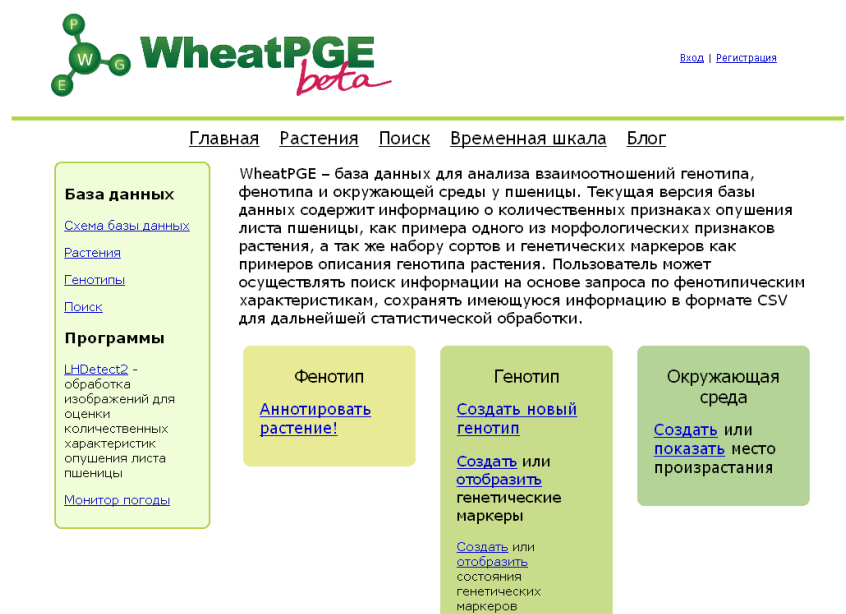 P
W
G
E
WheatPGE
beta
Вход | Регистрация
Главная Растения Поиск Временная шкала Блог
База данных
Схема базы данных
Растения
Генотипы
Поиск
Программы
LHDetect2 -
обработка
изображений для
оценки
количественных
характеристик
опушения листа
пшеницы
Монитор погоды
WheatPGE – база данных для анализа взаимоотношений генотипа,
фенотипа и окружающей среды у пшеницы. Текущая версия базы
данных содержит информацию о количественных признаках опушения
листа пшеницы, как примера одного из морфологических признаков
растения, а так же набору сортов и генетических маркеров как
примеров описания генотипа растения. Пользователь может
осуществлять поиск информации на основе запроса по фенотипическим
характеристикам, сохранять имеющуюся информацию в формате CSV
для дальнейшей статистической обработки.
Фенотип
Аннотировать
растение!
Генотип
Создать новый
генотип
Создать или
отобразить
генетические
маркеры
Создать или
отобразить
состояния
генетических
маркеров
Окружающая
среда
Создать или
показать место
произрастания